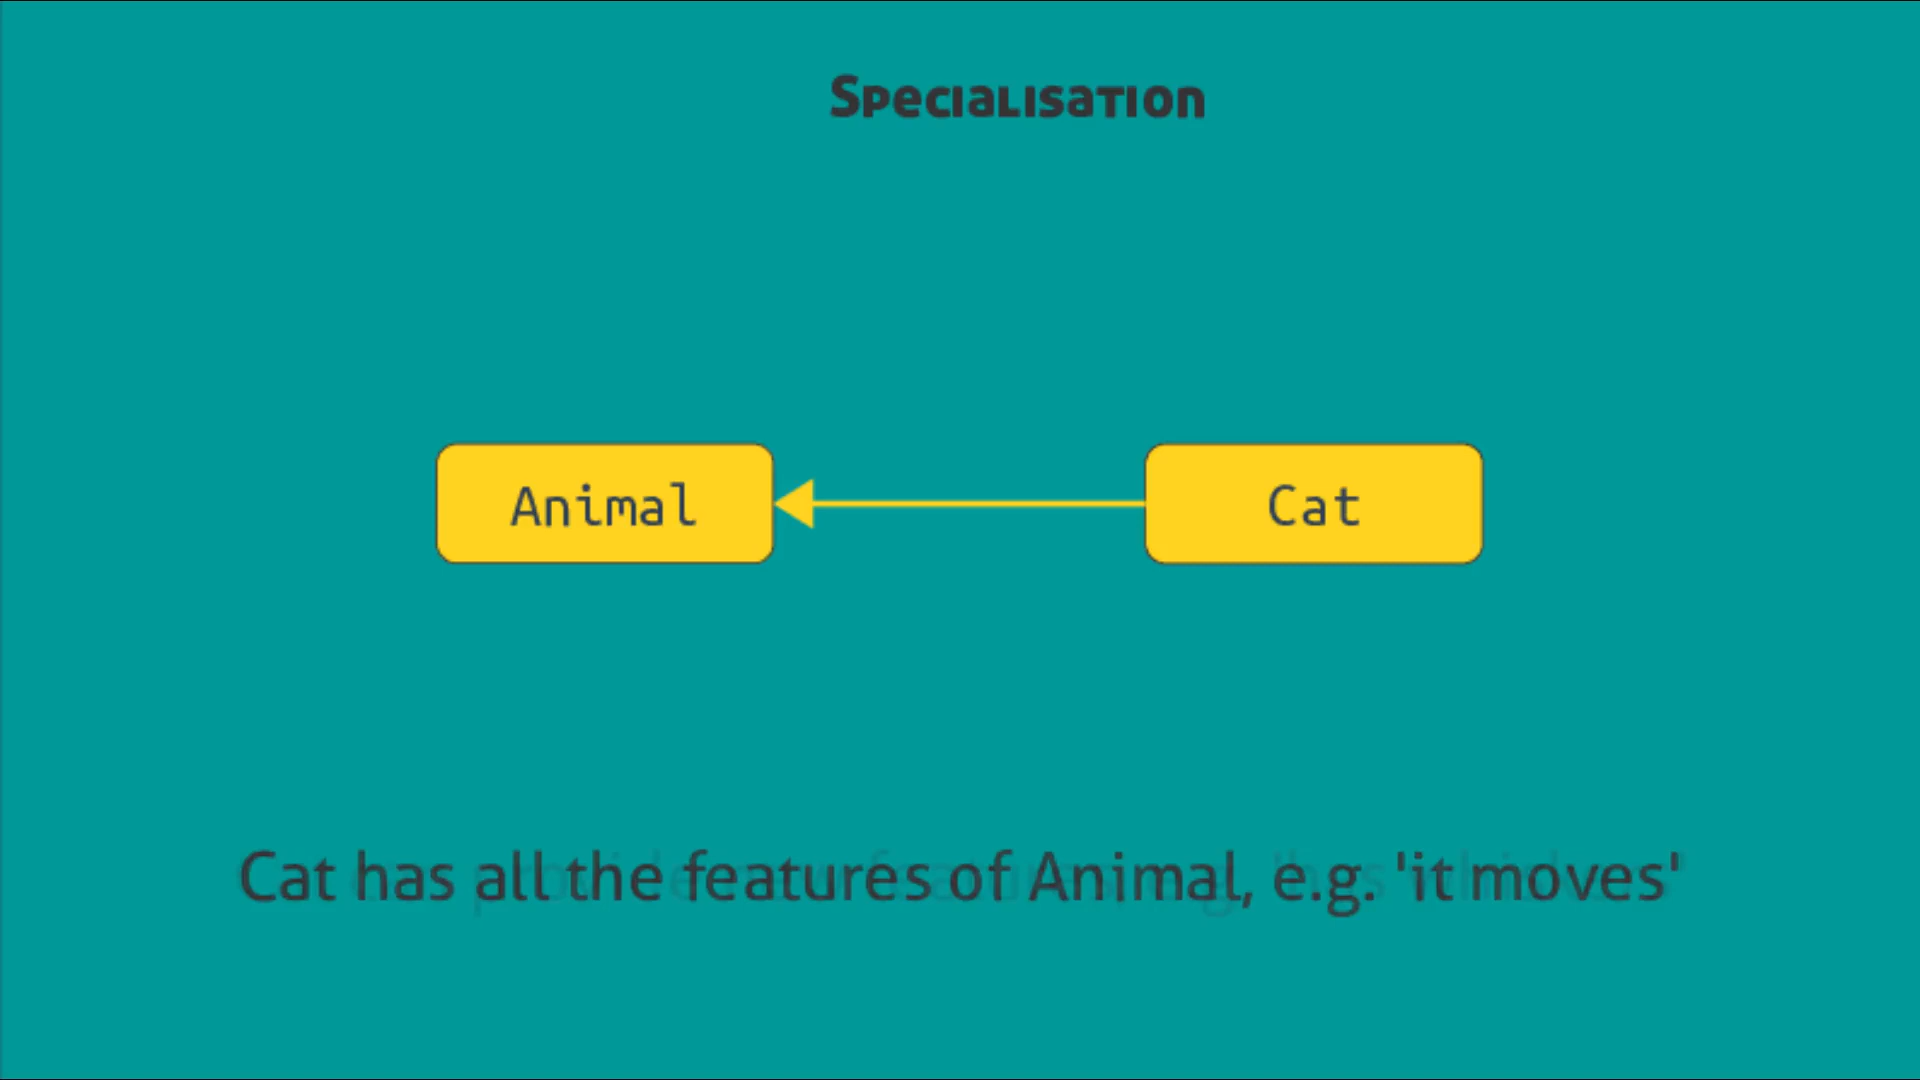 Specialisation
Animal
Cat
Cat has all the features of Animal, e.g. 'it moves'